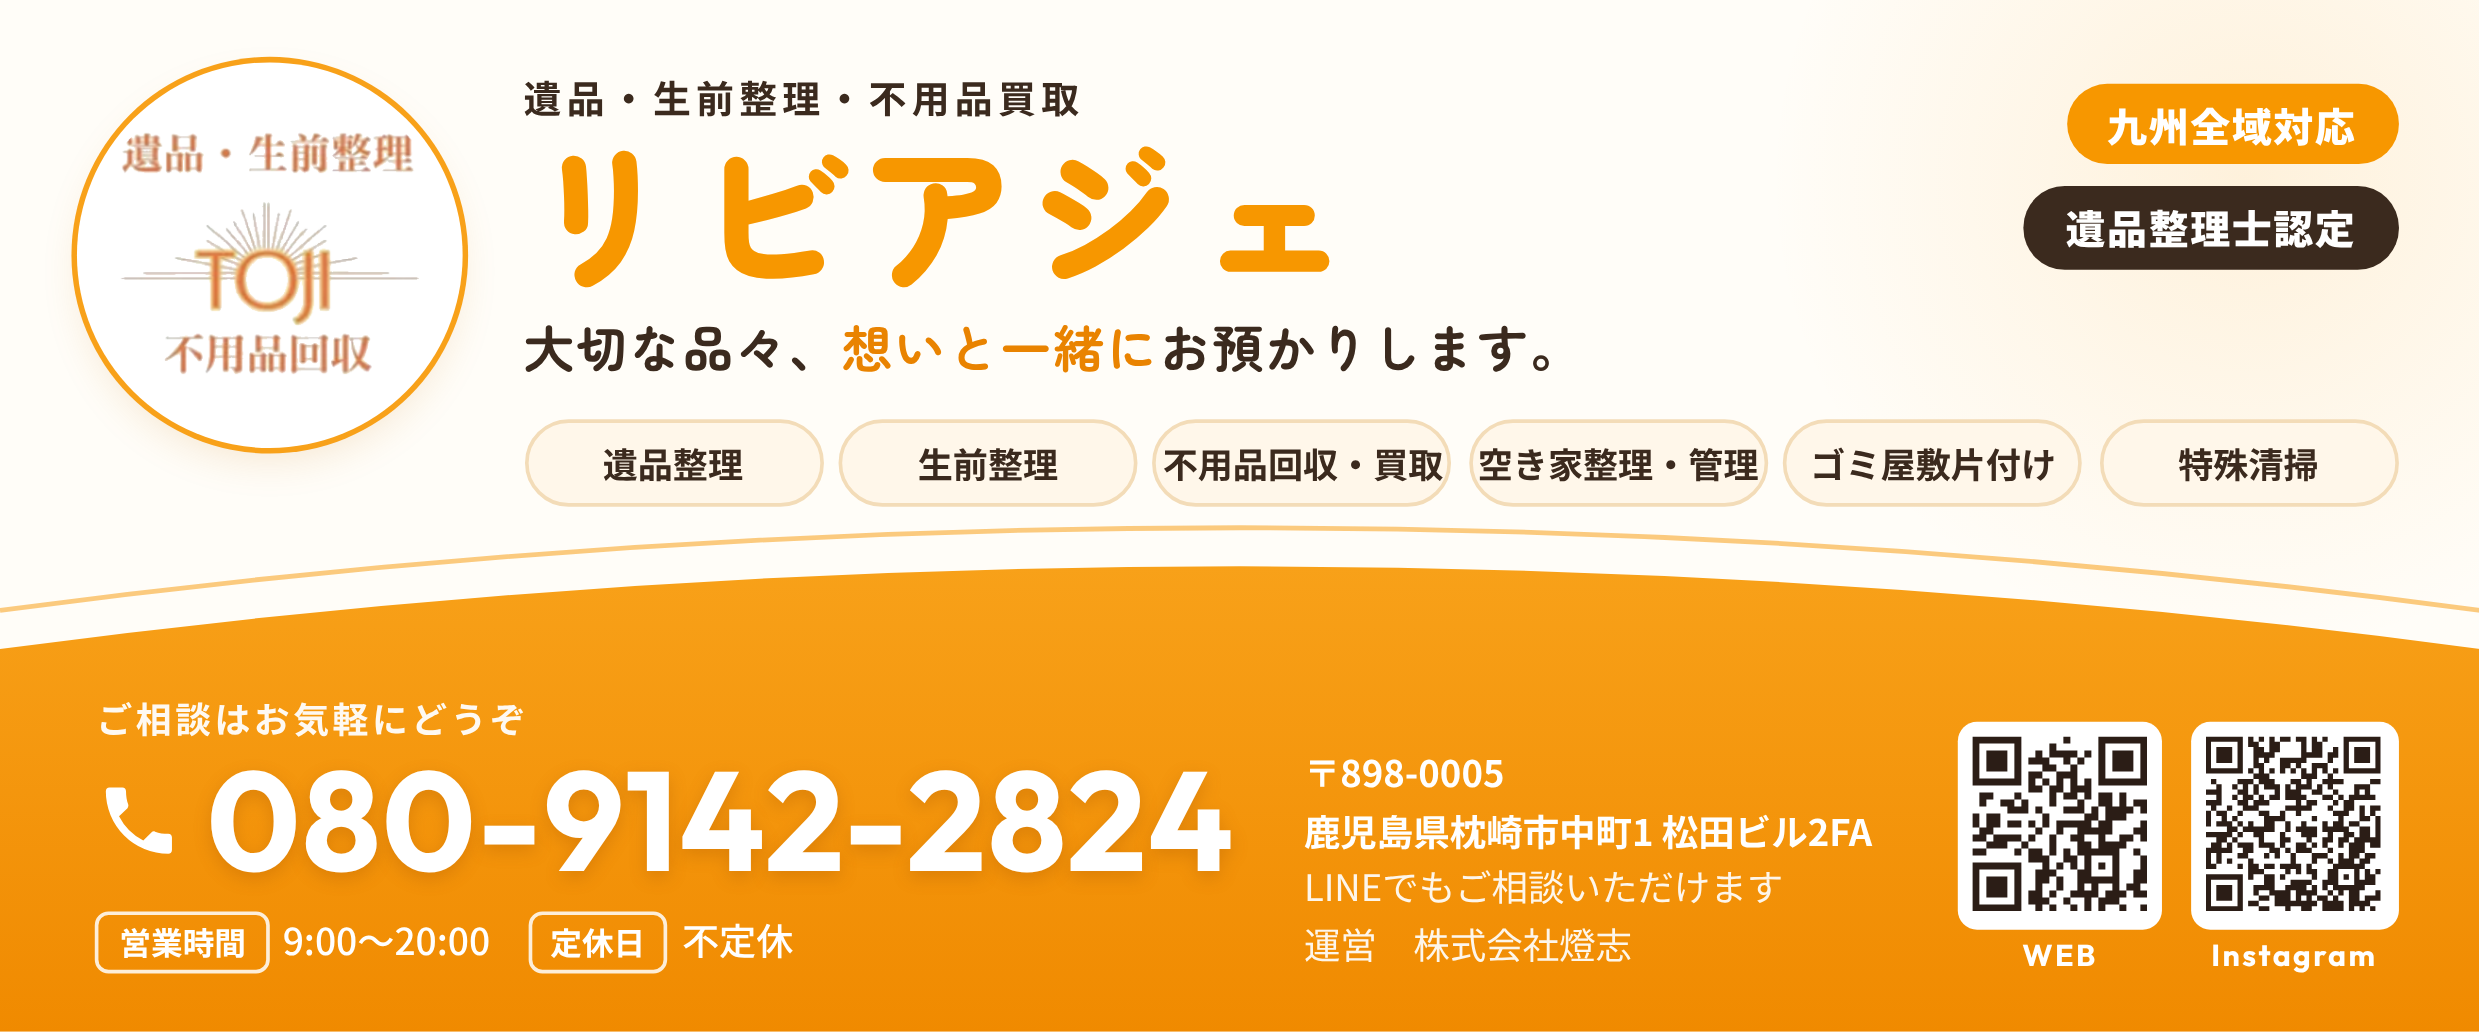 遺品・生前整理
TOJI
不用品回収
遺品・生前整理・不用品買取
リビアジェ
大切な品々、想いと一緒にお預かりします。
九州全域対応
遺品整理士認定
遺品整理
生前整理
不用品回収・買取
空き家整理・管理
ゴミ屋敷片付け
特殊清掃
ご相談はお気軽にどうぞ
080-9142-2824
営業時間 9:00〜20:00 定休日 不定休
〒898-0005
鹿児島県枕崎市中町1 松田ビル2FA
LINEでもご相談いただけます
運営　株式会社燈志
WEB
Instagram